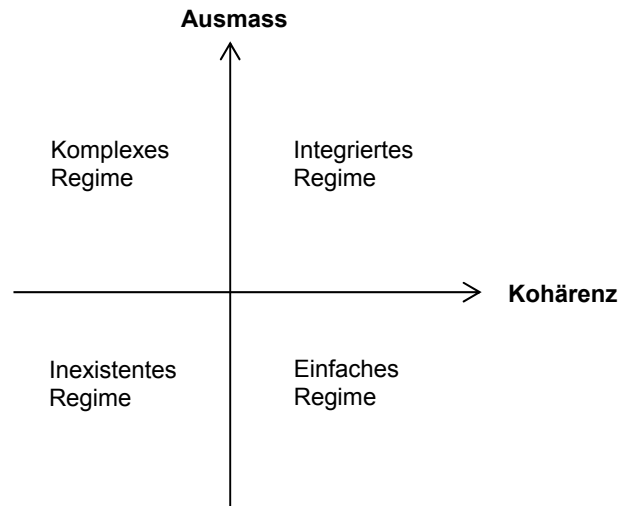 Ausmass
Komplexes
Regime
Integriertes
Regime
Kohärenz
Inexistentes
Regime
Einfaches
Regime